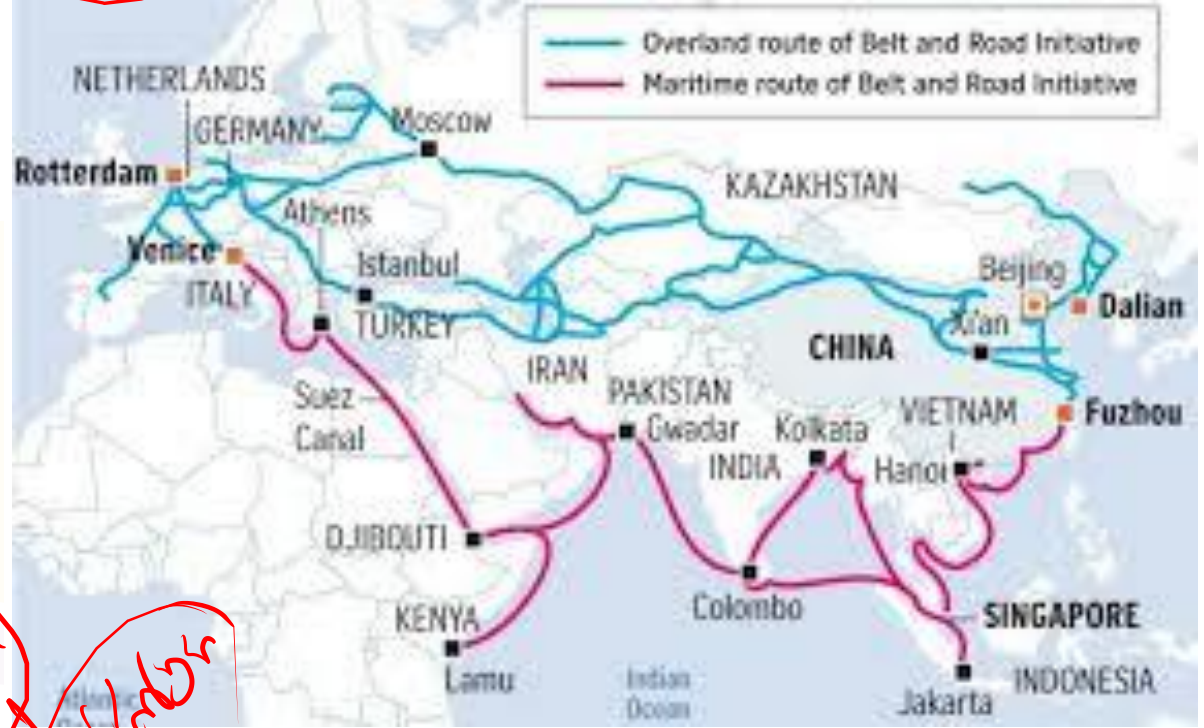 Overland route of Belt and Road Initiative
Maritime route of Belt and Road Initiative
NETHERLANDS
GERMANY
Moscow
Rotterdam
KAZAKHSTAN
Athens
Venice
Istanbul
Beijing
ITALY
Dalian
TURKEY
Xi'an
CHINA
IRAN
PAKISTAN
Suez
Canal
VIETNAM
Fuzhou
Gwadar
Kolkata
INDIA
Hanoi
DJIBOUTI
Colombo
KENYA
SINGAPORE
Lamu
Indian
Ocean
INDONESIA
Jakarta
Atlantic